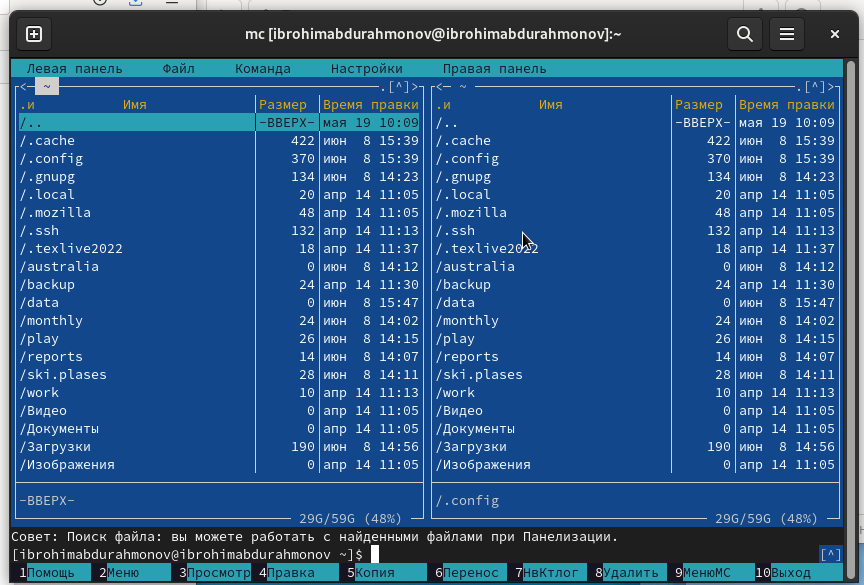 mc [ibrohimabdurahmonov@ibrohimabdurahmonov]:~
Левая панель Файл Команда Настройки Правая панель
<─ ~ .[^]> <─ ~ .[^]>
.и Имя Размер Время правки .и Имя Размер Время правки
/.. -ВВЕРХ- мая 19 10:09 /.. -ВВЕРХ- мая 19 10:09
/.cache 422 июн 8 15:39 /.cache 422 июн 8 15:39
/.config 370 июн 8 15:39 /.config 370 июн 8 15:39
/.gnupg 134 июн 8 14:23 /.gnupg 134 июн 8 14:23
/.local 20 апр 14 11:05 /.local 20 апр 14 11:05
/.mozilla 48 апр 14 11:05 /.mozilla 48 апр 14 11:05
/.ssh 132 апр 14 11:13 /.ssh 132 апр 14 11:13
/.texlive2022 18 апр 14 11:37 /.texlive2022 18 апр 14 11:37
/australia 0 июн 8 14:12 /australia 0 июн 8 14:12
/backup 24 апр 14 11:30 /backup 24 апр 14 11:30
/data 0 июн 8 15:47 /data 0 июн 8 15:47
/monthly 24 июн 8 14:02 /monthly 24 июн 8 14:02
/play 26 июн 8 14:15 /play 26 июн 8 14:15
/reports 14 июн 8 14:07 /reports 14 июн 8 14:07
/ski.plases 28 июн 8 14:11 /ski.plases 28 июн 8 14:11
/work 10 апр 14 11:13 /work 10 апр 14 11:13
/Видео 0 апр 14 11:05 /Видео 0 апр 14 11:05
/Документы 0 апр 14 11:05 /Документы 0 апр 14 11:05
/Загрузки 190 июн 8 14:56 /Загрузки 190 июн 8 14:56
/Изображения 0 апр 14 11:05 /Изображения 0 апр 14 11:05
-ВВЕРХ- /.config
29G/59G (48%) 29G/59G (48%)
Совет: Поиск файла: вы можете работать с найденными файлами при Панелизации.
[ibrohimabdurahmonov@ibrohimabdurahmonov ~]$ [^]
1Помощь 2Меню 3Просмотр 4Правка 5Копия 6Перенос 7НвКтлог 8Удалить 9МенюМС 10Выход